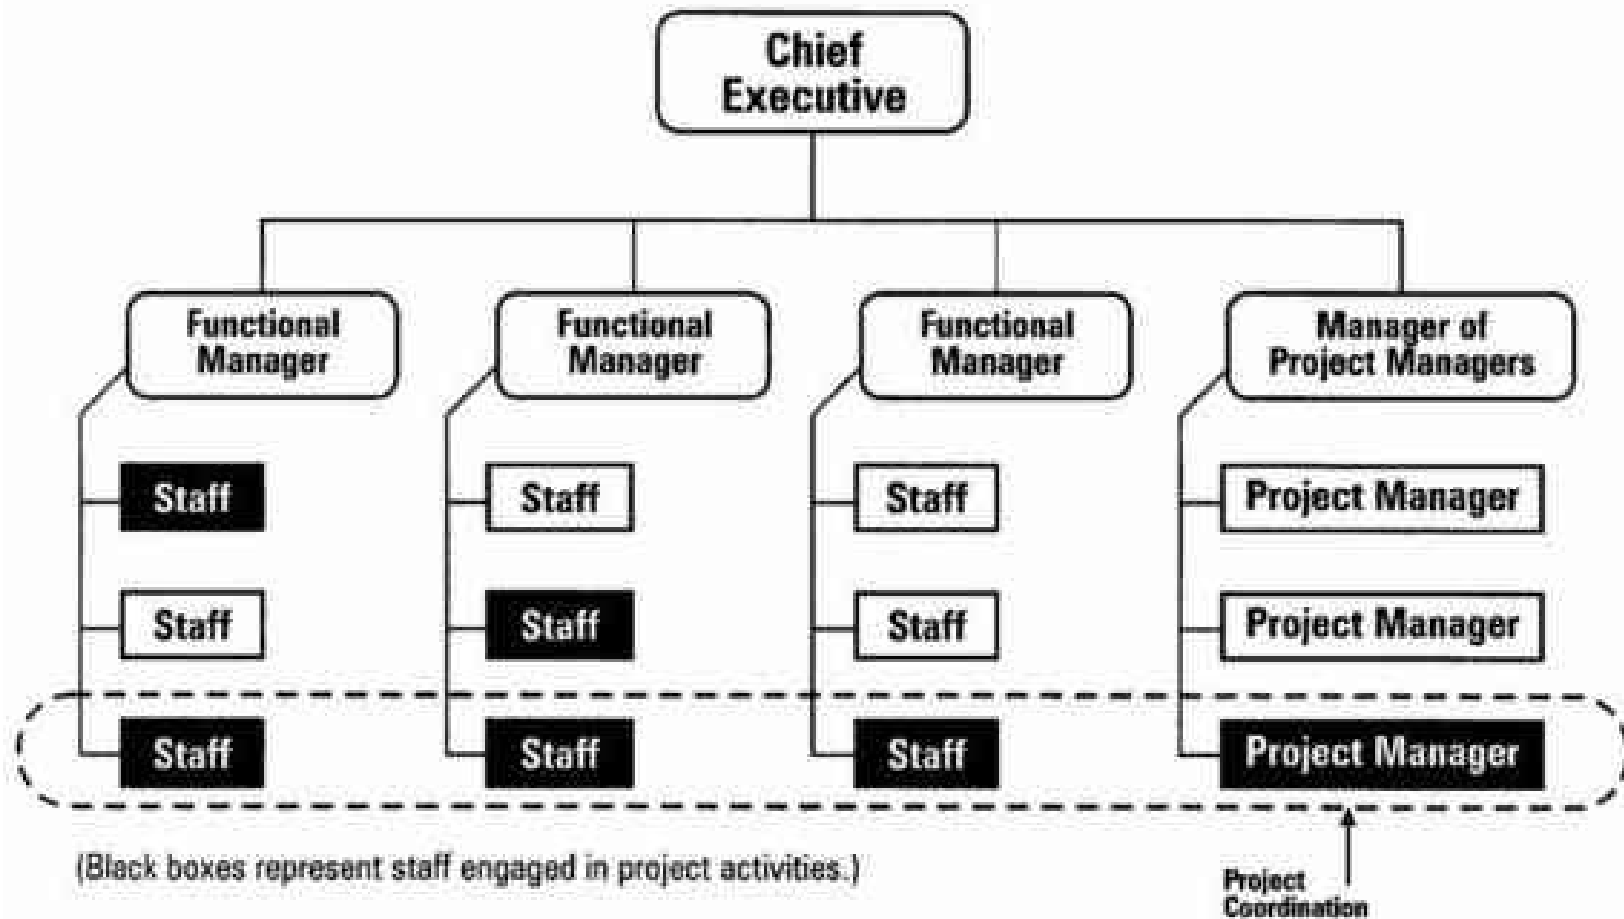 Chief
Executive
Functional
Manager
Functional
Manager
Functional
Manager
Manager of
Project Managers
Staff
Staff
Staff
Project Manager
Staff
Staff
Staff
Project Manager
Staff
Staff
Staff
Project Manager
(Black boxes represent staff engaged in project activities.)
Project
Coordination